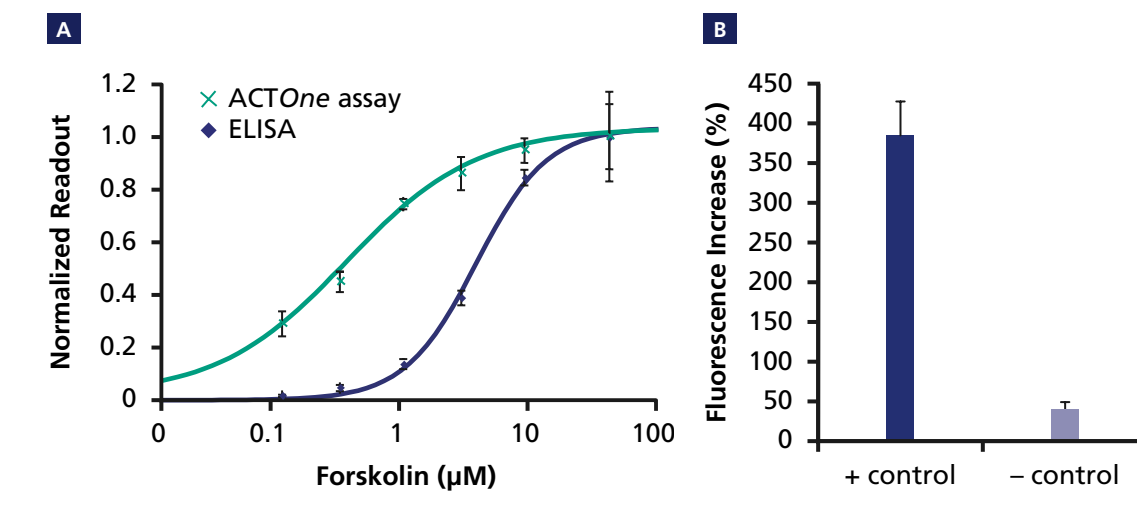 A
B
Normalized Readout
1.2
1.0
0.8
0.6
0.4
0.2
0
ACTOne assay
ELISA
0 0.1 1 10 100
Forskolin (µM)
Fluorescence Increase (%)
450
400
350
300
250
200
150
100
50
0
+ control – control